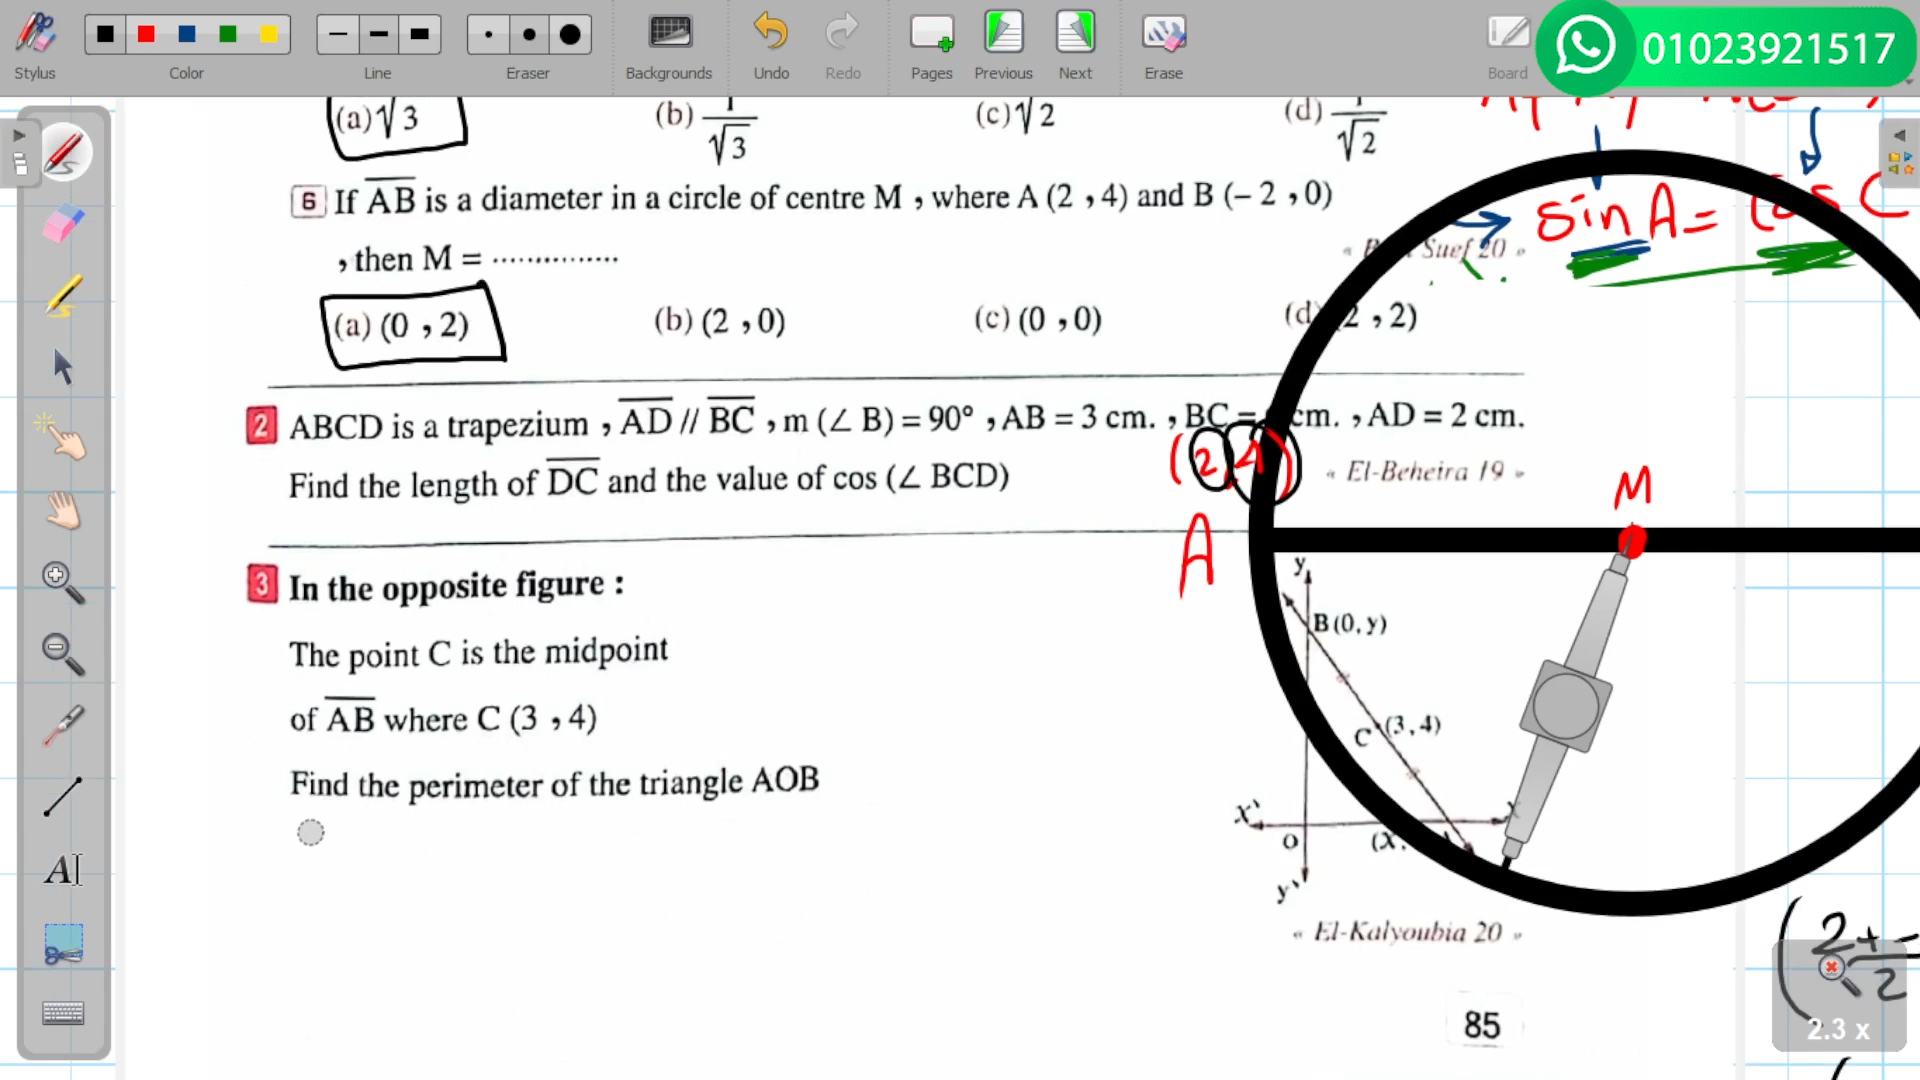 Stylus Color Line Eraser Backgrounds Undo Redo Pages Previous Next Erase Board 01023921517
(a) √3 (b) 1/√3 (c) √2 (d) 1/√2
sin A = cos C
6 If AB is a diameter in a circle of centre M , where A (2 , 4) and B (– 2 , 0)
, then M = ...............
Suef 20 »
(a) (0 , 2) (b) (2 , 0) (c) (0 , 0) (d) 2 , 2)
2 ABCD is a trapezium , AD // BC , m (∠ B) = 90° , AB = 3 cm. , BC = cm. , AD = 2 cm.
(2, 4)
Find the length of DC and the value of cos (∠ BCD) « El-Beheira 19 »
M
A
3 In the opposite figure :
The point C is the midpoint
of AB where C (3 , 4)
Find the perimeter of the triangle AOB
y
B (0, y)
C (3, 4)
x'
O (x,
y'
« El-Kalyoubia 20 »
(2 + –
2
2.3 x
85
A